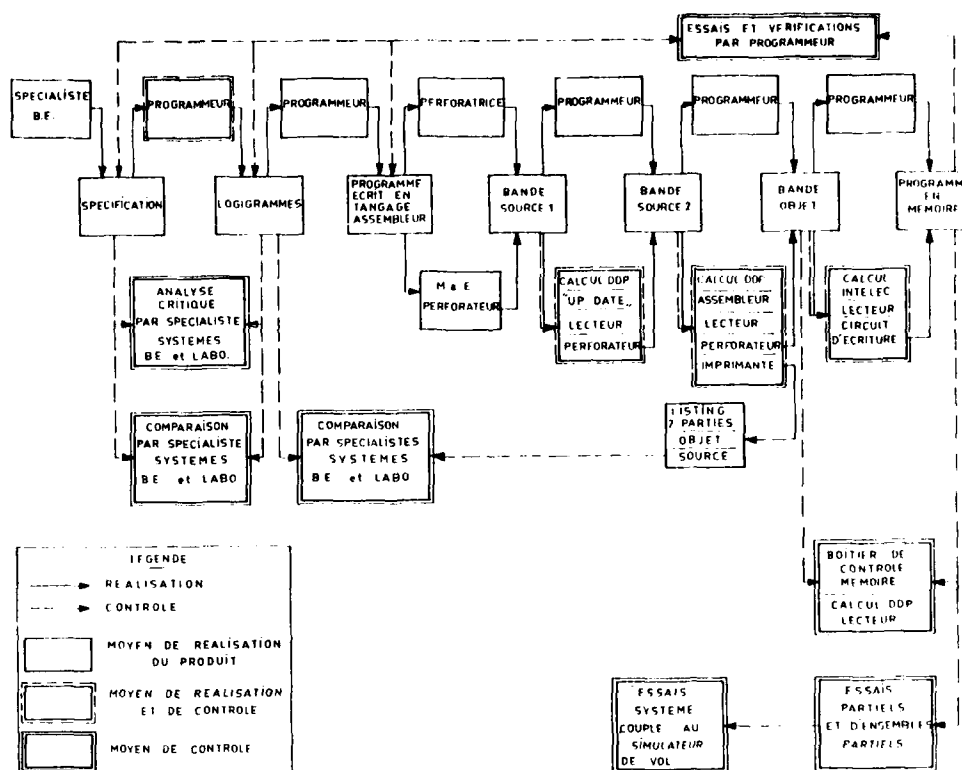 ESSAIS ET VERIFICATIONS
PAR PROGRAMMEUR
SPECIALISTE
B.E.
PROGRAMMEUR
PROGRAMMEUR
PERFORATRICE
PROGRAMMEUR
PROGRAMMEUR
PROGRAMMEUR
SPECIFICATION
LOGIGRAMMES
PROGRAMME
ECRIT EN
TANGAGE
ASSEMBLEUR
BANDE
SOURCE 1
BANDE
SOURCE 2
BANDE
OBJET
PROGRAMME
EN
MEMOIRE
ANALYSE
CRITIQUE
PAR SPECIALISTE
SYSTEMES
BE et LABO.
M & E
PERFORATEUR
CALCUL DDP
"UP DATE„
LECTEUR
PERFORATEUR
CALCUL DDP
ASSEMBLEUR
LECTEUR
PERFORATEUR
IMPRIMANTE
CALCUL
INTELEC
LECTEUR
CIRCUIT
D'ECRITURE
COMPARAISON
PAR SPECIALISTE
SYSTEMES
BE et LABO
COMPARAISON
PAR SPECIALISTES
SYSTEMES
BE et LABO
LISTING
2 PARTIES
OBJET
SOURCE
LEGENDE
REALISATION
CONTROLE
MOYEN DE REALISATION
DU PRODUIT
MOYEN DE REALISATION
ET DE CONTROLE
MOYEN DE CONTROLE
BOITIER DE
CONTROLE
MEMOIRE
CALCUL DDP
LECTEUR
ESSAIS
SYSTEME
COUPLE AU
SIMULATEUR
DE VOL
ESSAIS
PARTIELS
ET D'ENSEMBLES
PARTIELS